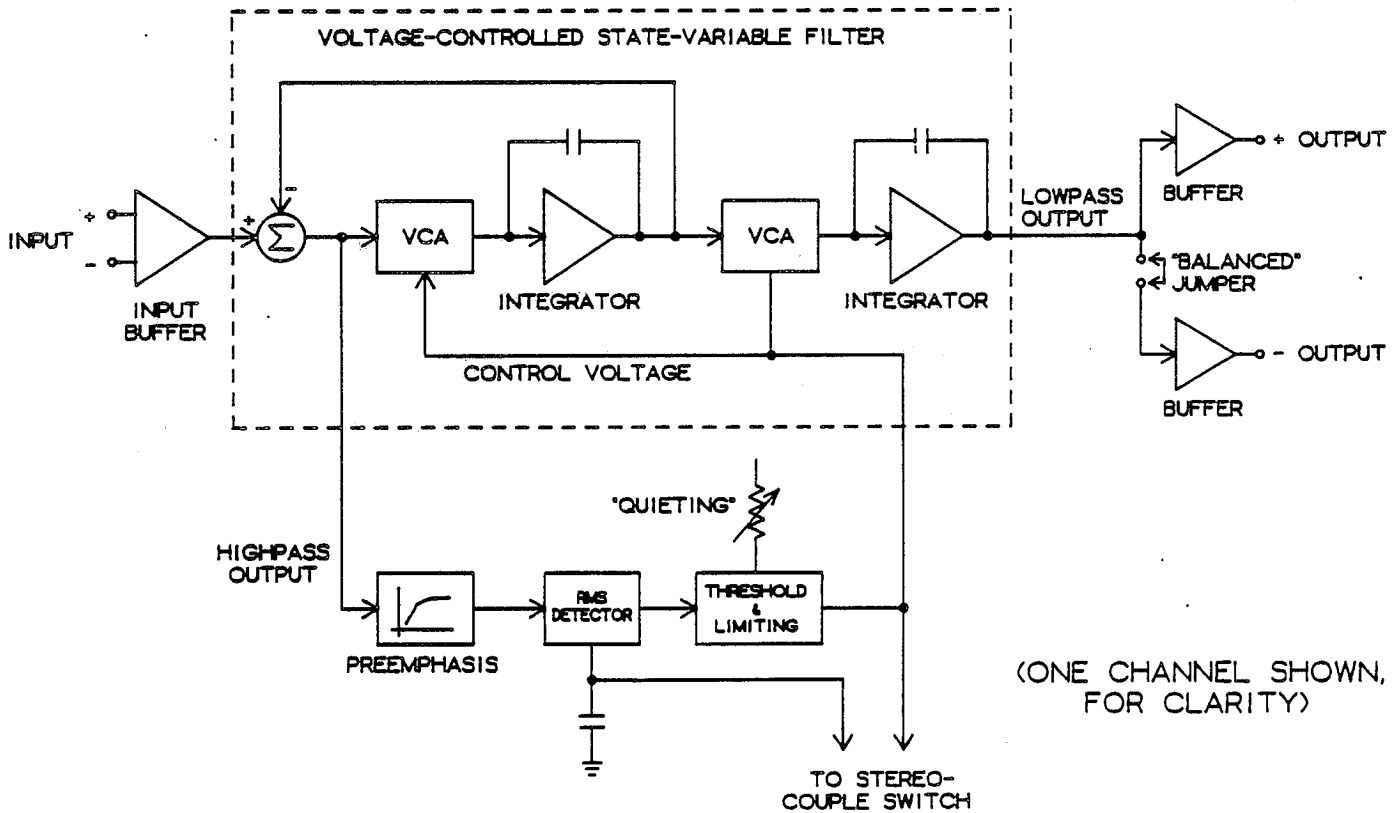 VOLTAGE-CONTROLLED STATE-VARIABLE FILTER
-
+
Σ
INPUT
+
-
INPUT
BUFFER
VCA
INTEGRATOR
VCA
INTEGRATOR
CONTROL VOLTAGE
LOWPASS
OUTPUT
BUFFER
+ OUTPUT
"BALANCED"
JUMPER
BUFFER
- OUTPUT
HIGHPASS
OUTPUT
PREEMPHASIS
RMS
DETECTOR
"QUIETING"
THRESHOLD
&
LIMITING
TO STEREO-
COUPLE SWITCH
(ONE CHANNEL SHOWN,
FOR CLARITY)